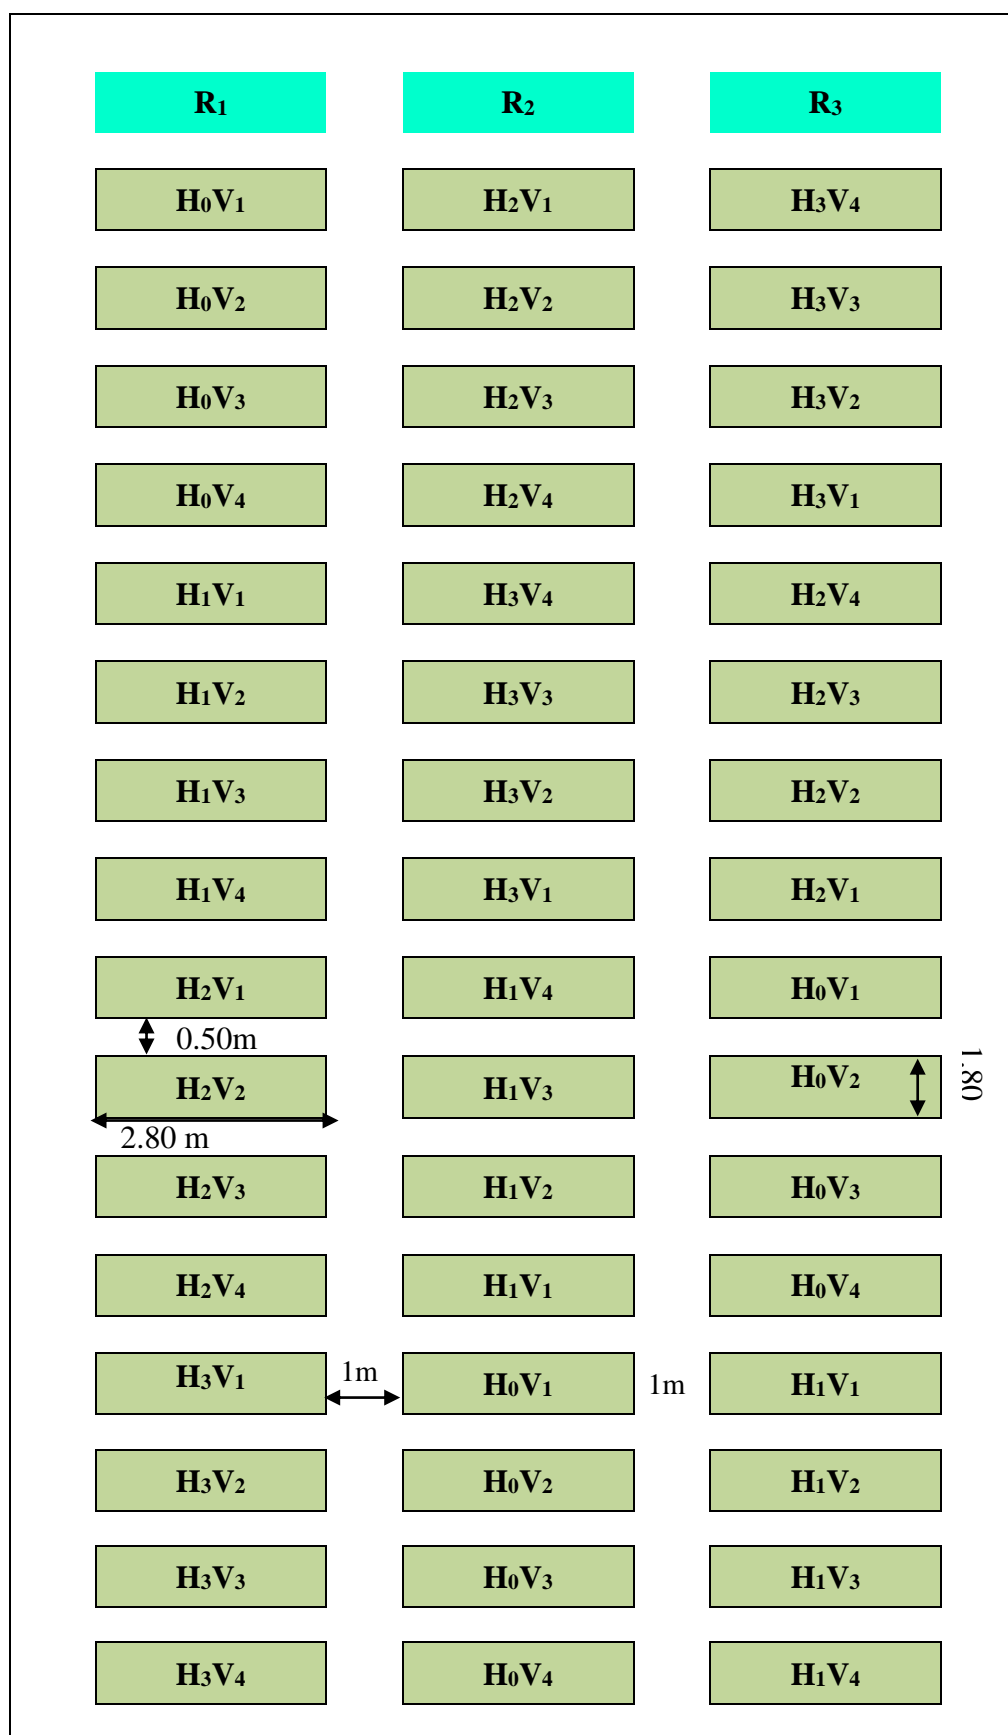 R₁ R₂ R₃
H₀V₁ H₂V₁ H₃V₄
H₀V₂ H₂V₂ H₃V₃
H₀V₃ H₂V₃ H₃V₂
H₀V₄ H₂V₄ H₃V₁
H₁V₁ H₃V₄ H₂V₄
H₁V₂ H₃V₃ H₂V₃
H₁V₃ H₃V₂ H₂V₂
H₁V₄ H₃V₁ H₂V₁
H₂V₁ H₁V₄ H₀V₁
0.50m
H₂V₂ H₁V₃ H₀V₂ 1.80
2.80 m
H₂V₃ H₁V₂ H₀V₃
H₂V₄ H₁V₁ H₀V₄
H₃V₁ 1m H₀V₁ 1m H₁V₁
H₃V₂ H₀V₂ H₁V₂
H₃V₃ H₀V₃ H₁V₃
H₃V₄ H₀V₄ H₁V₄